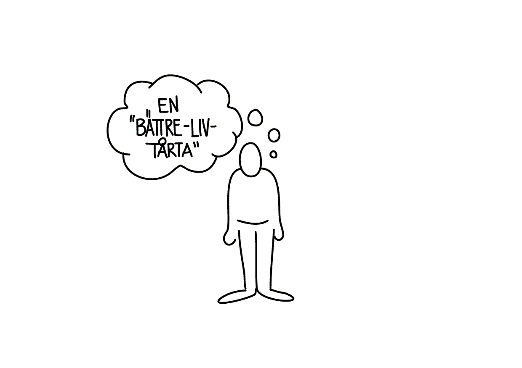 EN
"BÄTTRE-LIV-
TÅRTA"